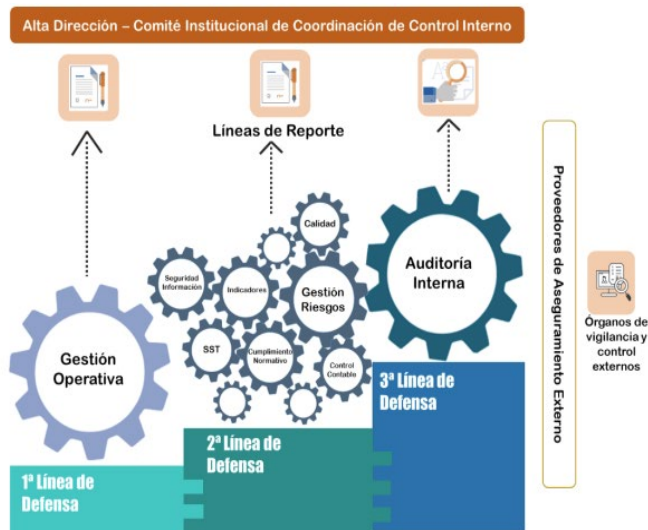 Alta Dirección – Comité Institucional de Coordinación de Control Interno
Líneas de Reporte
Gestión
Operativa
Seguridad
Información
Indicadores
Calidad
Gestión
Riesgos
SST
Cumplimiento
Normativo
Control
Contable
Auditoría
Interna
1ª Línea de
Defensa
2ª Línea de
Defensa
3ª Línea de
Defensa
Proveedores de Aseguramiento Externo
Órganos de
vigilancia y
control
externos